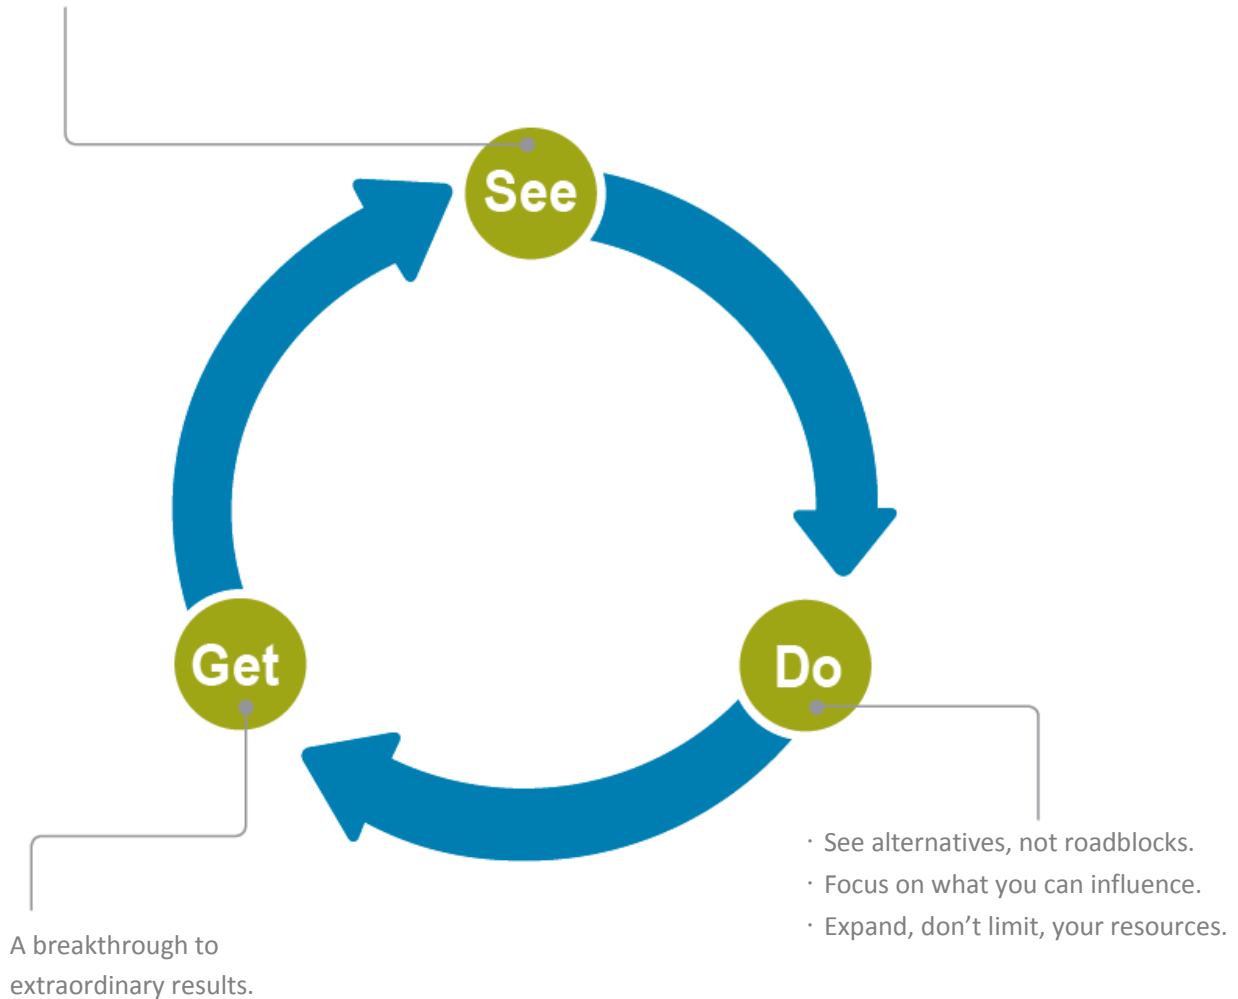 See
Get
Do
· See alternatives, not roadblocks.
· Focus on what you can influence.
· Expand, don’t limit, your resources.
A breakthrough to
extraordinary results.